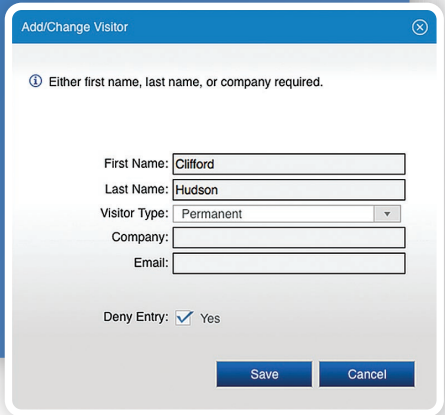 Add/Change Visitor
Either first name, last name, or company required.
First Name: Clifford
Last Name: Hudson
Visitor Type: Permanent
Company:
Email:
Deny Entry: Yes
Save Cancel